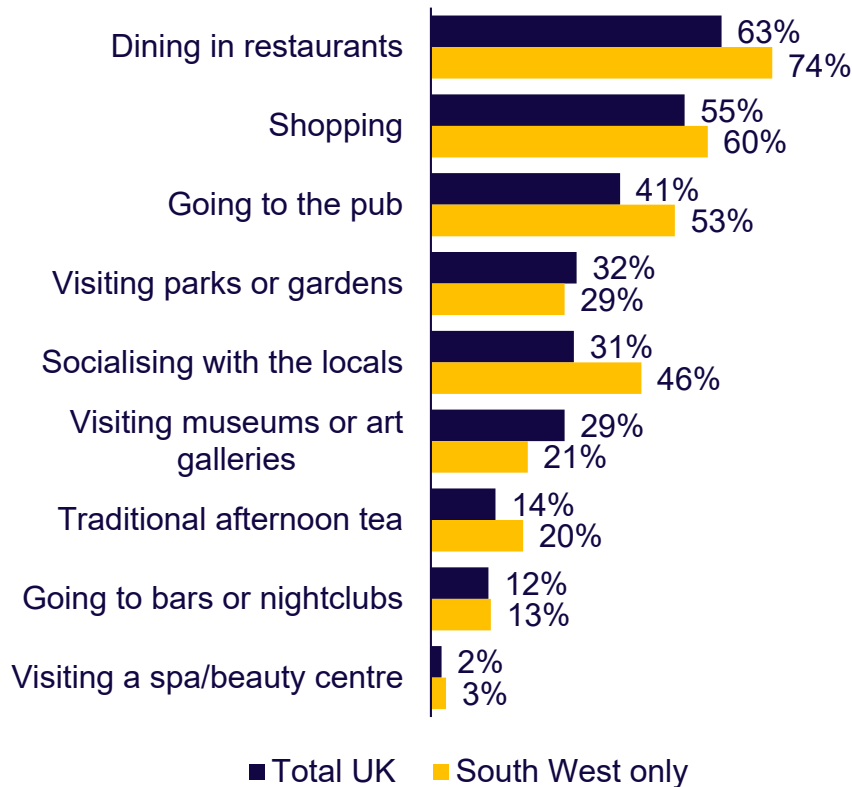 Dining in restaurants
63%
74%
Shopping
55%
60%
Going to the pub
41%
53%
Visiting parks or gardens
32%
29%
Socialising with the locals
31%
46%
Visiting museums or art
galleries
29%
21%
Traditional afternoon tea
14%
20%
Going to bars or nightclubs
12%
13%
Visiting a spa/beauty centre
2%
3%
Total UK South West only